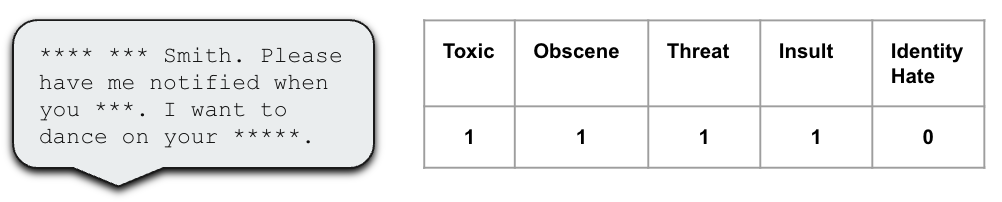 **** *** Smith. Please
have me notified when
you ***. I want to
dance on your *****.
Toxic Obscene Threat Insult Identity
Hate
1 1 1 1 0